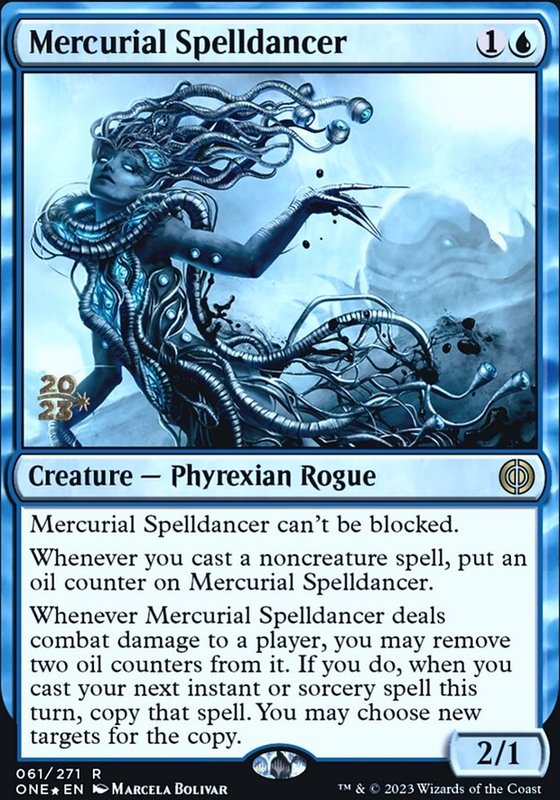 Mercurial Spelldancer 1
20
23
Creature — Phyrexian Rogue
Mercurial Spelldancer can't be blocked.
Whenever you cast a noncreature spell, put an
oil counter on Mercurial Spelldancer.
Whenever Mercurial Spelldancer deals
combat damage to a player, you may remove
two oil counters from it. If you do, when you
cast your next instant or sorcery spell this
turn, copy that spell. You may choose new
targets for the copy.
2/1
061/271 R
ONE★EN MARCELA BOLIVAR
™ & © 2023 Wizards of the Coast